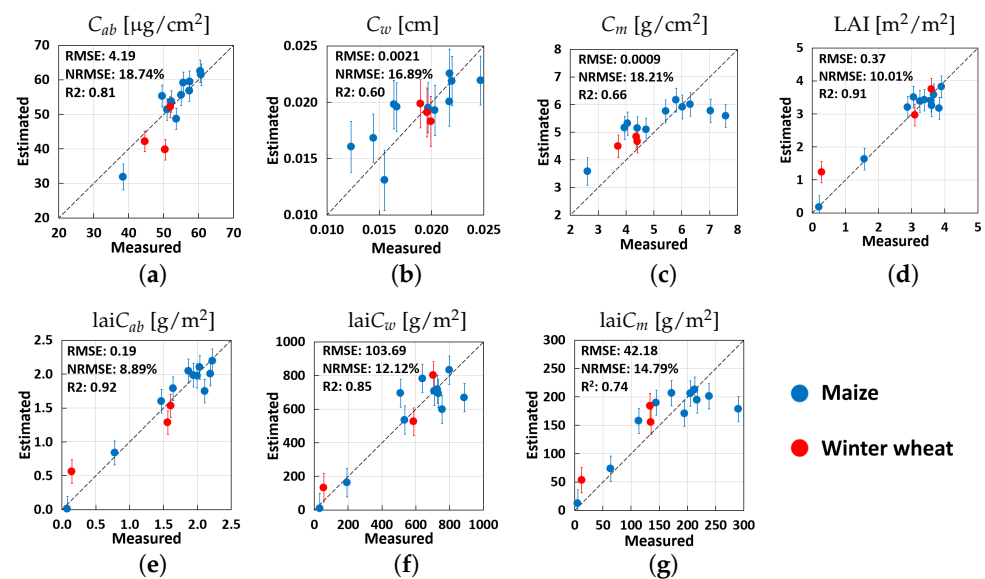 C_ab [μg/cm²]
70
60
50
40
30
20
20 30 40 50 60 70
Estimated
Measured
RMSE: 4.19
NRMSE: 18.74%
R2: 0.81
(a)
C_w [cm]
0.025
0.020
0.015
0.010
0.010 0.015 0.020 0.025
Estimated
Measured
RMSE: 0.0021
NRMSE: 16.89%
R2: 0.60
(b)
C_m [g/cm²]
8
7
6
5
4
3
2
1
2 3 4 5 6 7 8
Estimated
Measured
RMSE: 0.0009
NRMSE: 18.21%
R2: 0.66
(c)
LAI [m²/m²]
5
4
3
2
1
0
0 1 2 3 4 5
Estimated
Measured
RMSE: 0.37
NRMSE: 10.01%
R2: 0.91
(d)
laiC_ab [g/m²]
2.5
2.0
1.5
1.0
0.5
0.0
0.0 0.5 1.0 1.5 2.0 2.5
Estimated
Measured
RMSE: 0.19
NRMSE: 8.89%
R2: 0.92
(e)
laiC_w [g/m²]
1000
800
600
400
200
0
0 200 400 600 800 1000
Estimated
Measured
RMSE: 103.69
NRMSE: 12.12%
R2: 0.85
(f)
laiC_m [g/m²]
300
250
200
150
100
50
0
0 50 100 150 200 250 300
Estimated
Measured
RMSE: 42.18
NRMSE: 14.79%
R²: 0.74
(g)
Maize
Winter wheat